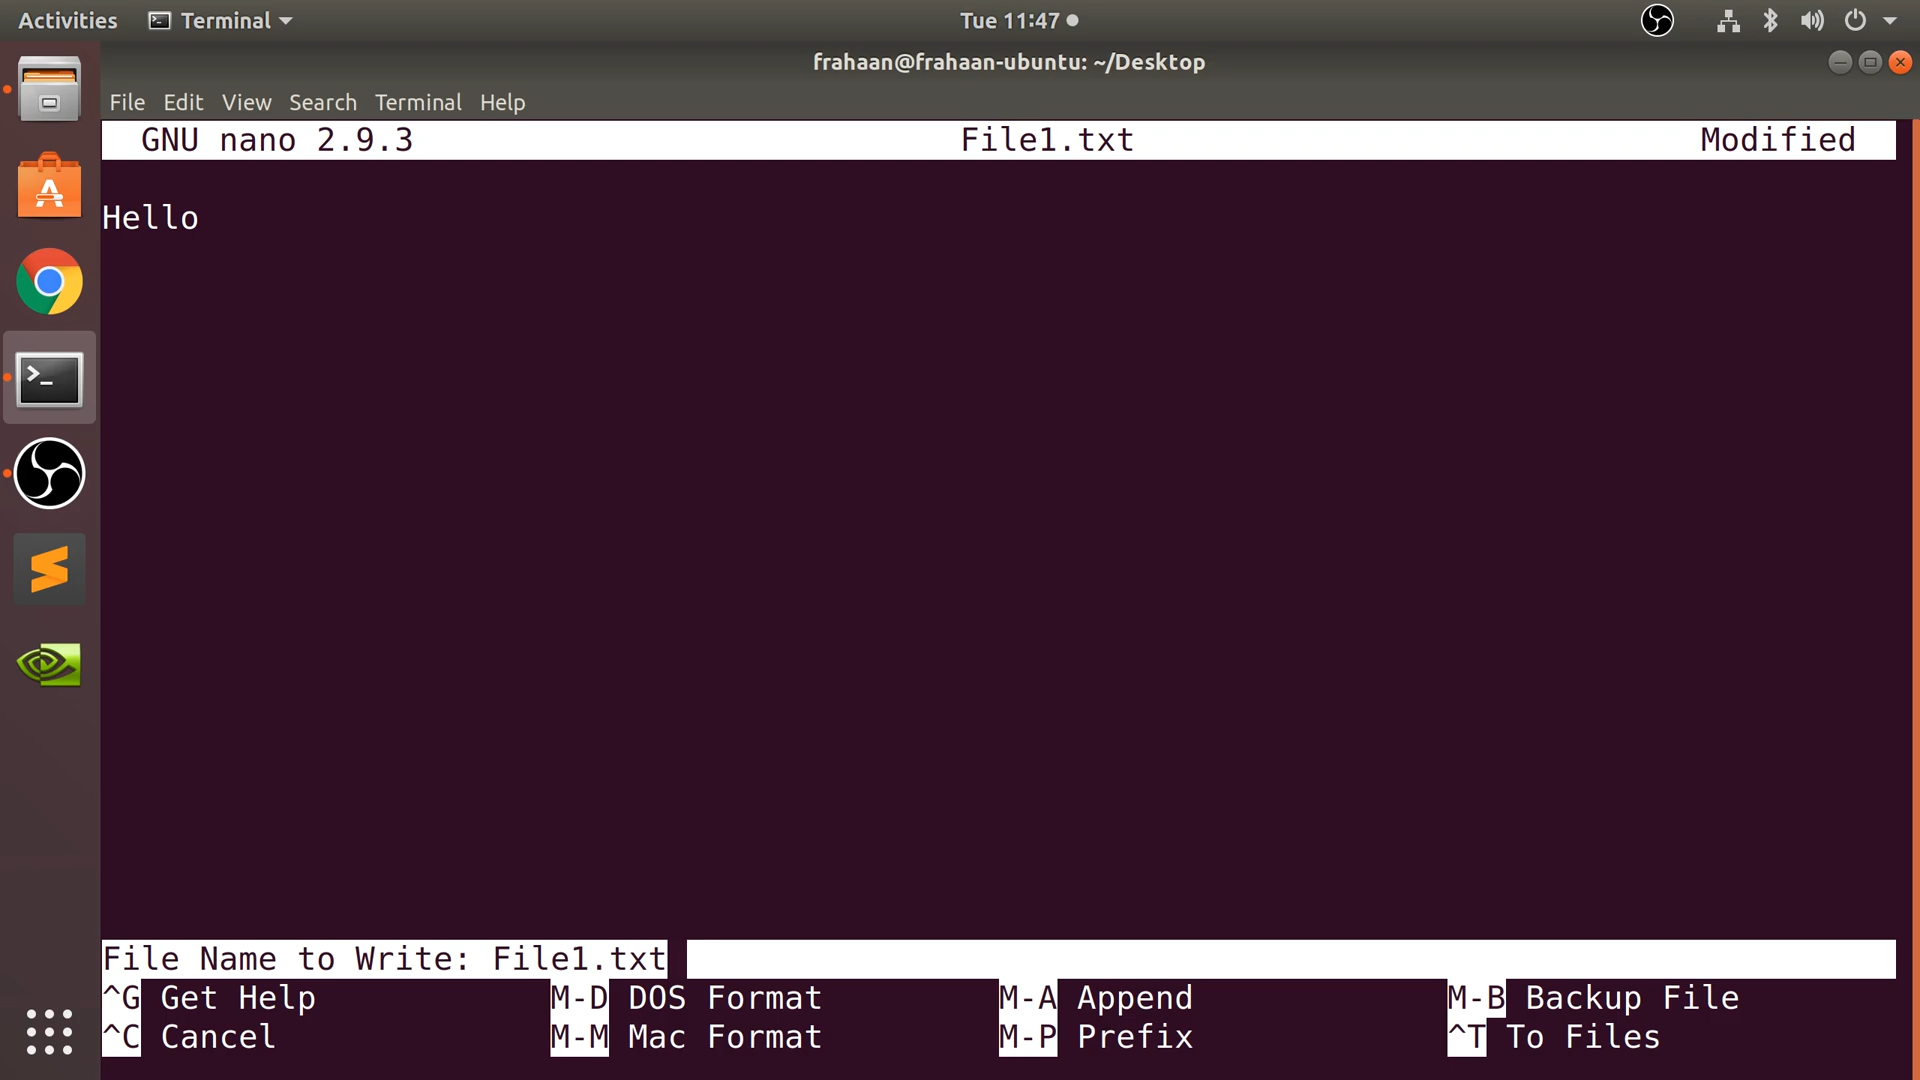 Activities Terminal Tue 11:47
frahaan@frahaan-ubuntu: ~/Desktop
File Edit View Search Terminal Help
GNU nano 2.9.3 File1.txt Modified
Hello
File Name to Write: File1.txt
^G Get Help M-D DOS Format M-A Append M-B Backup File
^C Cancel M-M Mac Format M-P Prefix ^T To Files